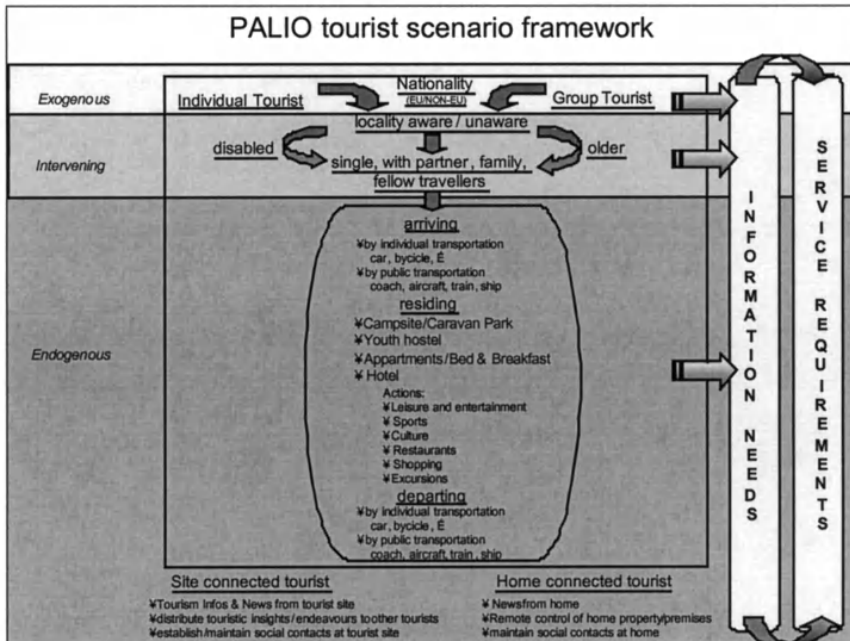 PALIO tourist scenario framework
Exogenous
Individual Tourist
Nationality
(EU/NON-EU)
Group Tourist
locality aware / unaware
Intervening
disabled
older
single, with partner, family,
fellow travellers
Endogenous
arriving
¥by individual transportation
car, bycicle, É
¥by public transportation
coach, aircraft, train, ship
residing
¥Campsite/Caravan Park
¥Youth hostel
¥Appartments/Bed & Breakfast
¥ Hotel
Actions:
¥Leisure and entertainment
¥ Sports
¥ Culture
¥ Restaurants
¥ Shopping
¥Excursions
departing
¥by individual transportation
car, bycicle, É
¥by public transportation
coach, aircraft, train, ship
Site connected tourist
¥Tourism Infos & News from tourist site
¥distribute touristic insights/endeavours toother tourists
¥establish/maintain social contacts at tourist site
Home connected tourist
¥ Newsfrom home
¥Remote control of home property/premises
¥maintain social contacts at home
INFORMATION NEEDS
SERVICE REQUIREMENTS